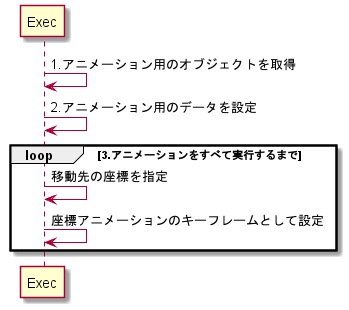 Exec
1.アニメーション用のオブジェクトを取得
2.アニメーション用のデータを設定
loop [3.アニメーションをすべて実行するまで]
移動先の座標を指定
座標アニメーションのキーフレームとして設定
Exec